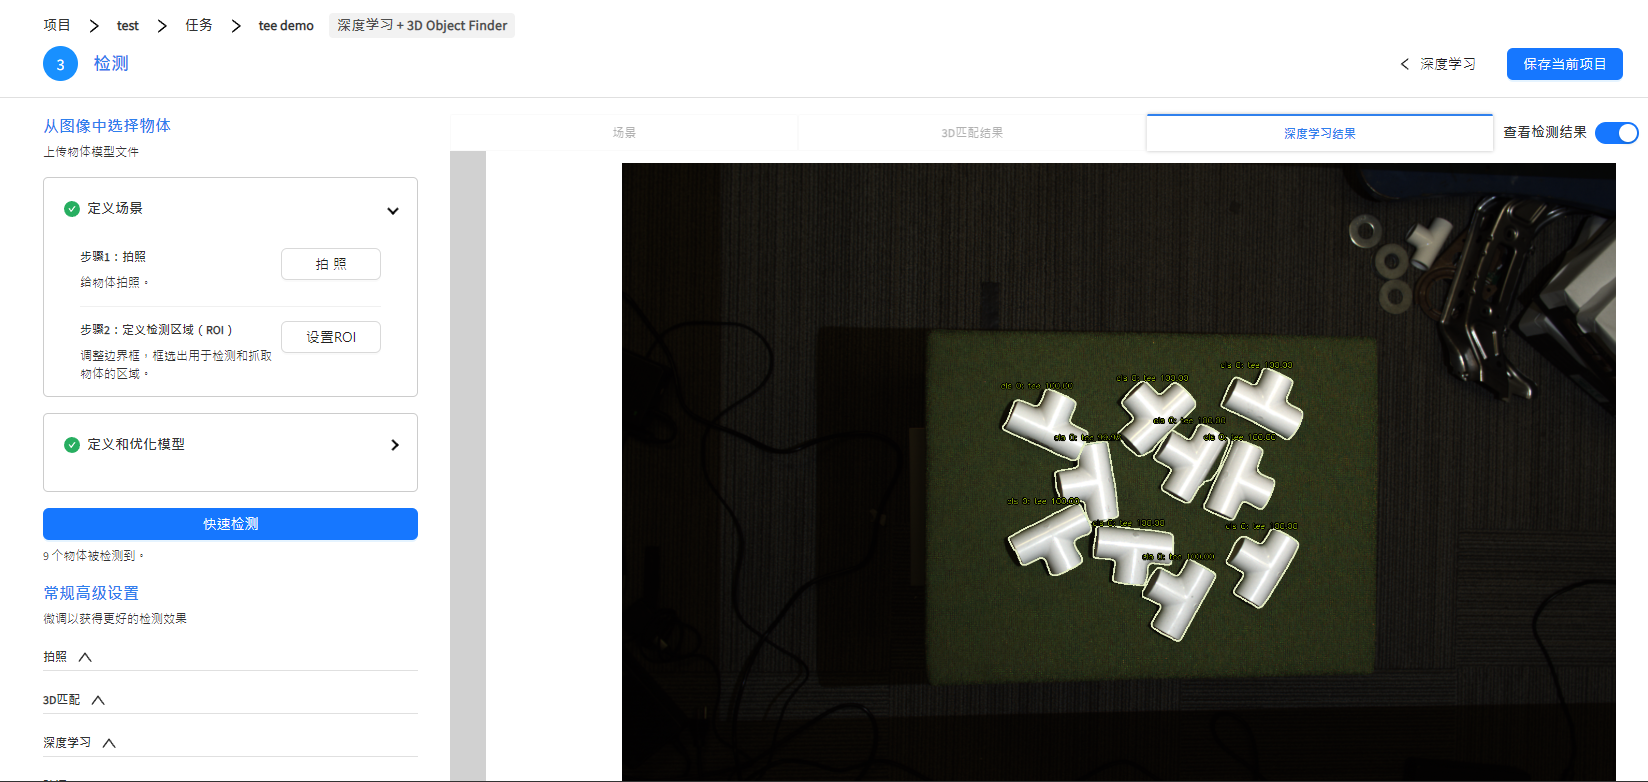 项目 > test > 任务 > tee demo 深度学习 + 3D Object Finder
3 检测
< 深度学习 保存当前项目
从图像中选择物体
上传物体模型文件
定义场景
步骤1：拍照
给物体拍照。
拍 照
步骤2：定义检测区域（ROI）
调整边界框，框选出用于检测和抓取
物体的区域。
设置ROI
定义和优化模型
快速检测
9 个物体被检测到。
常规高级设置
微调以获得更好的检测效果
拍照
3D匹配
深度学习
场景 3D匹配结果 深度学习结果 查看检测结果
cls 0: tee 100.00
cls 0: tee 100.00
cls 0: tee 100.00
cls 0: tee 100.00
cls 0: tee
cls 0: tee 100.00
cls 0: tee 100.00
cls 0: tee 100.00
cls 0: tee 100.00
cls 0: tee 100.00